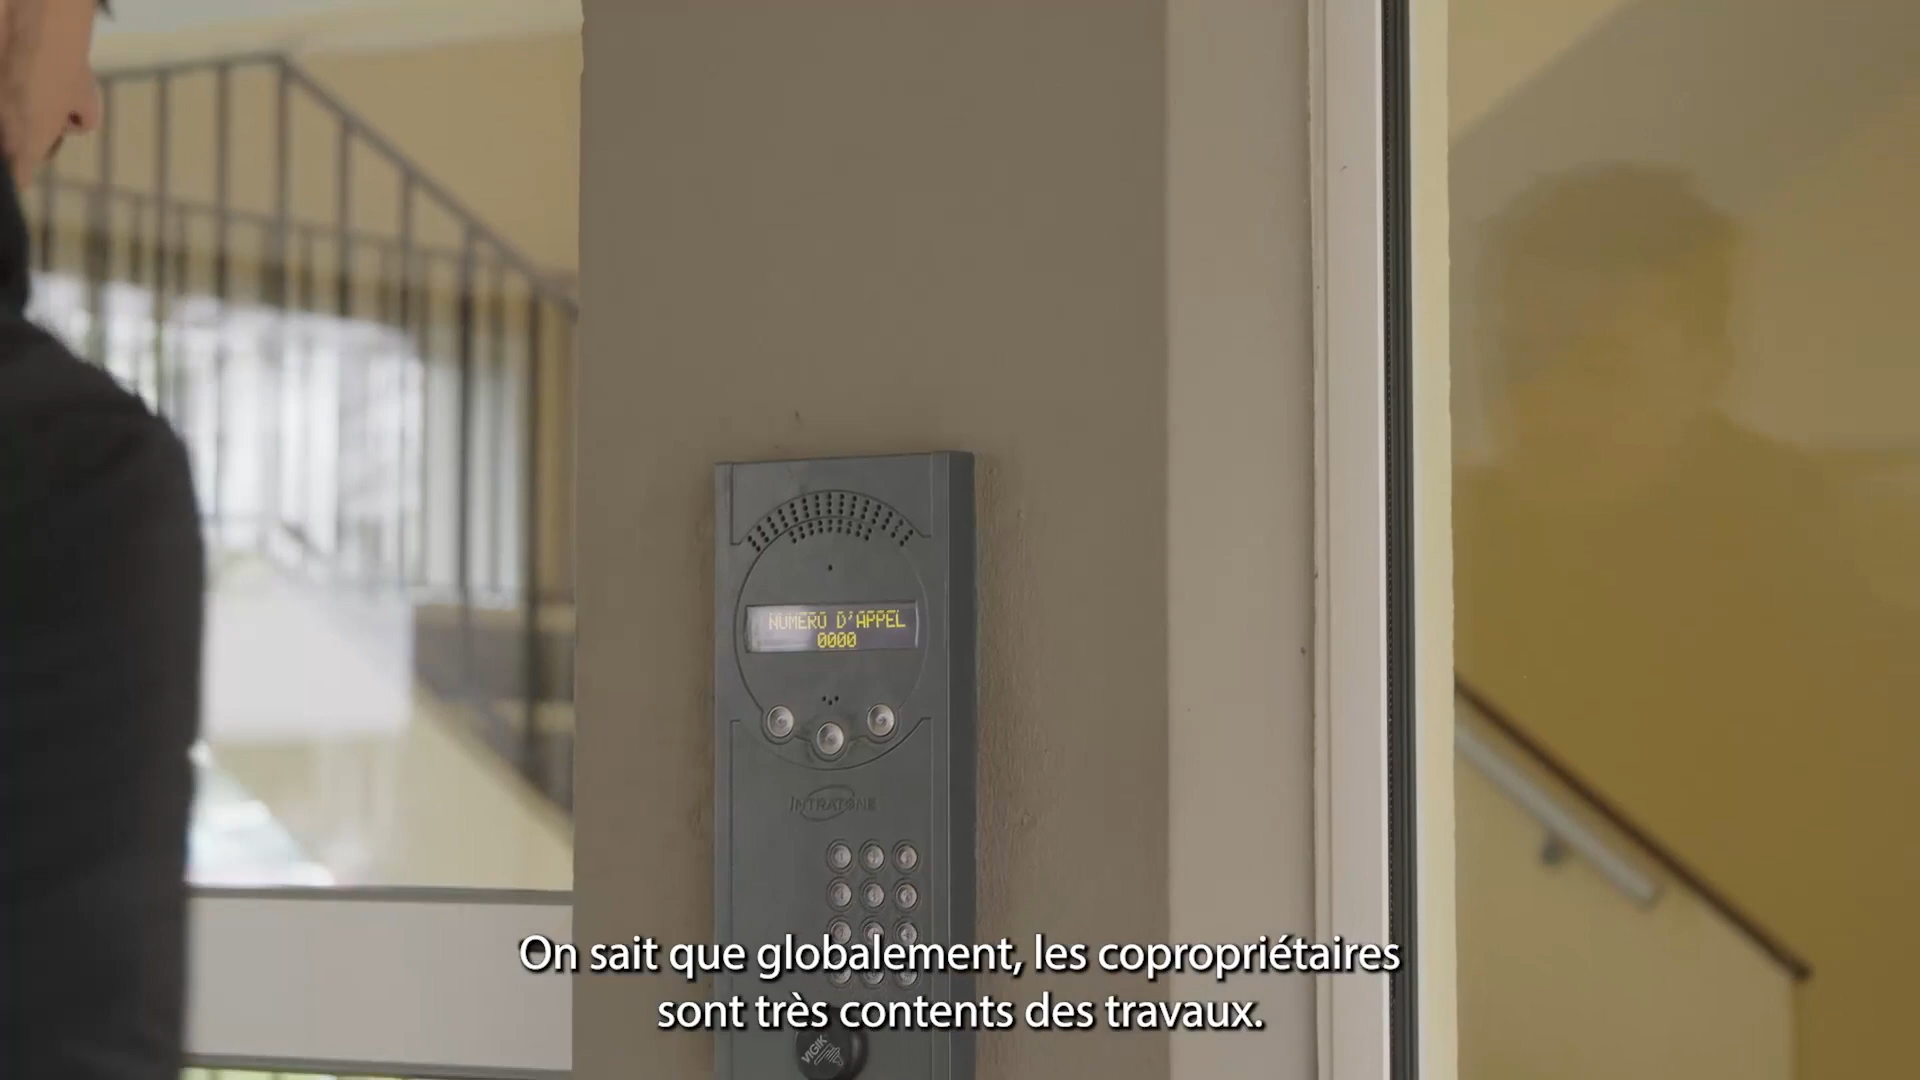 NUMERO D'APPEL
0000
INTRATONE
On sait que globalement, les copropriétaires
sont très contents des travaux.
VIGIK